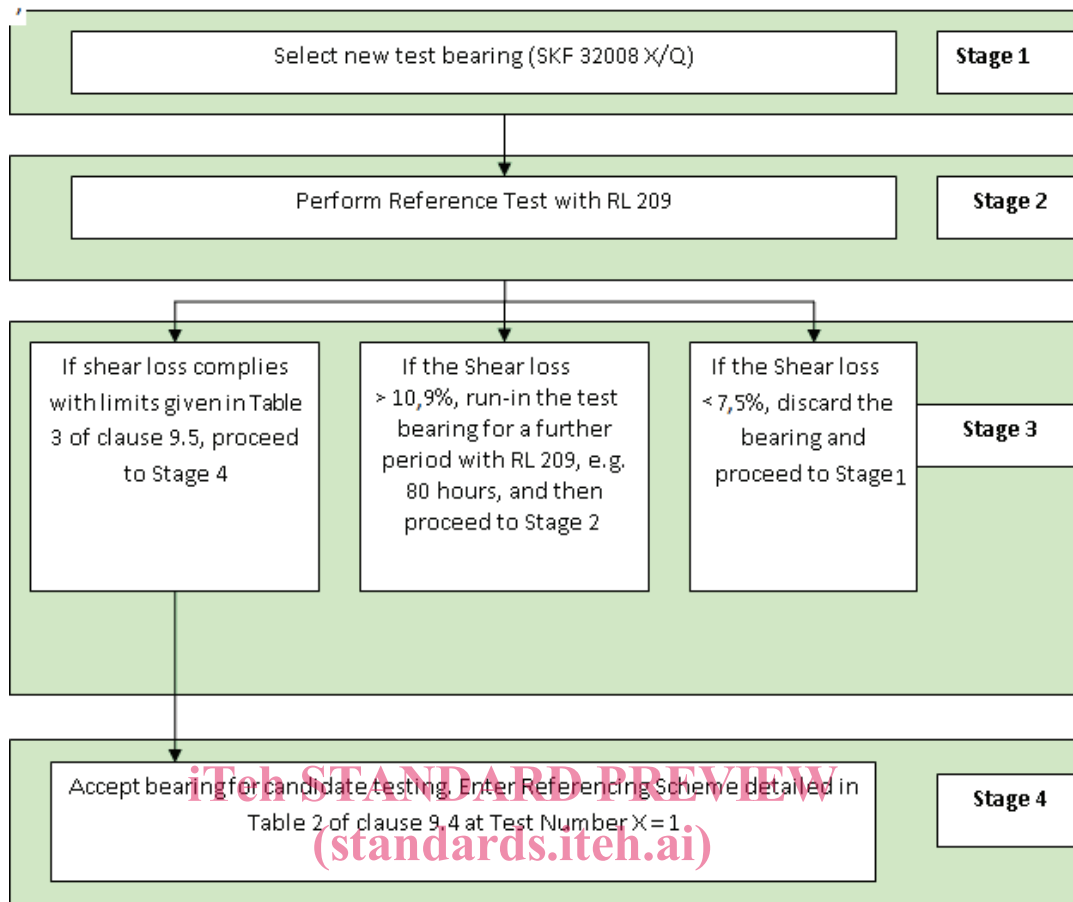 Select new test bearing (SKF 32008 X/Q)
Stage 1
Perform Reference Test with RL 209
Stage 2
If shear loss complies
with limits given in Table
3 of clause 9.5, proceed
to Stage 4
If the Shear loss
> 10,9%, run-in the test
bearing for a further
period with RL 209, e.g.
80 hours, and then
proceed to Stage 2
If the Shear loss
< 7,5%, discard the
bearing and
proceed to Stage 1
Stage 3
Accept bearing for candidate testing. Enter Referencing Scheme detailed in
Table 2 of clause 9.4 at Test Number X = 1
Stage 4
iTeh STANDARD PREVIEW
(standards.iteh.ai)